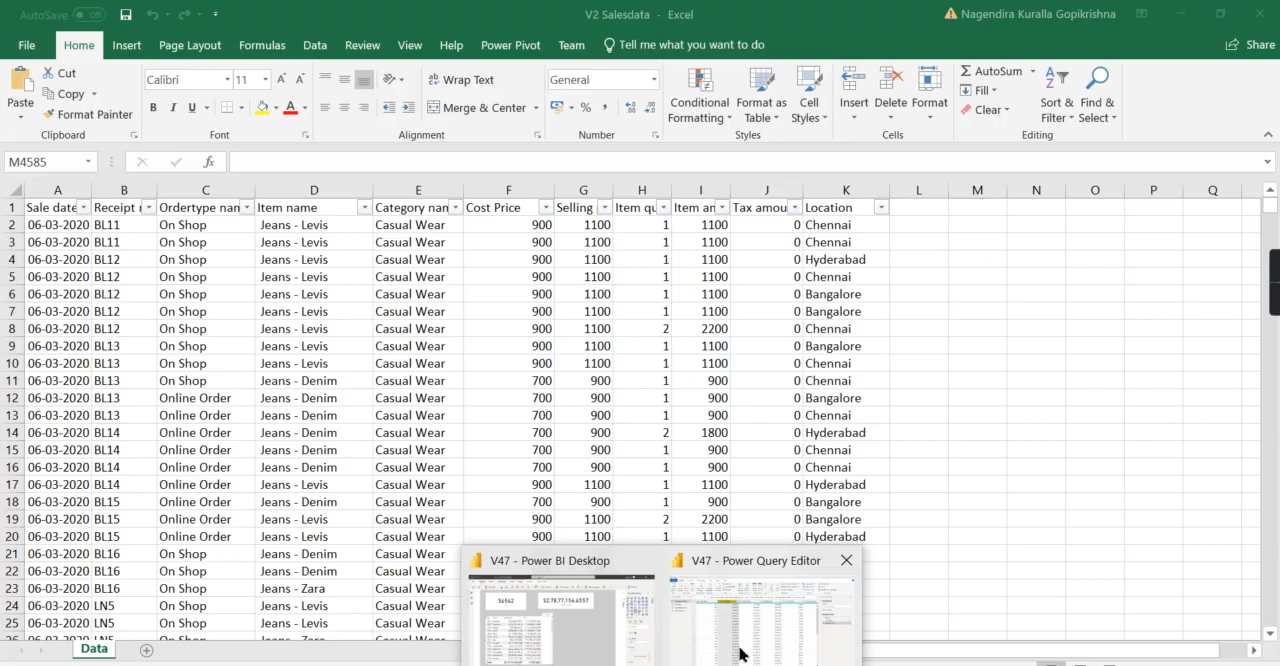 AutoSave Off V2 Salesdata - Excel Nagendira Kuralla Gopikrishna
File Home Insert Page Layout Formulas Data Review View Help Power Pivot Team Tell me what you want to do Share
Paste Cut Copy Format Painter Clipboard
Calibri 11 B I U A Font
Wrap Text Merge & Center Alignment
General % , Number
Conditional Formatting Format as Table Cell Styles Styles
Insert Delete Format Cells
AutoSum Fill Clear Sort & Filter Find & Select Editing
M4585 fx
A B C D E F G H I J K L M N O P Q
1 Sale date Receipt Ordertype nam Item name Category nam Cost Price Selling Item qu Item am Tax amou Location
2 06-03-2020 BL11 On Shop Jeans - Levis Casual Wear 900 1100 1 1100 0 Chennai
3 06-03-2020 BL11 On Shop Jeans - Levis Casual Wear 900 1100 1 1100 0 Chennai
4 06-03-2020 BL12 On Shop Jeans - Levis Casual Wear 900 1100 1 1100 0 Hyderabad
5 06-03-2020 BL12 On Shop Jeans - Levis Casual Wear 900 1100 1 1100 0 Chennai
6 06-03-2020 BL12 On Shop Jeans - Levis Casual Wear 900 1100 1 1100 0 Bangalore
7 06-03-2020 BL12 On Shop Jeans - Levis Casual Wear 900 1100 1 1100 0 Bangalore
8 06-03-2020 BL12 On Shop Jeans - Levis Casual Wear 900 1100 2 2200 0 Chennai
9 06-03-2020 BL13 On Shop Jeans - Levis Casual Wear 900 1100 1 1100 0 Bangalore
10 06-03-2020 BL13 On Shop Jeans - Levis Casual Wear 900 1100 1 1100 0 Chennai
11 06-03-2020 BL13 On Shop Jeans - Denim Casual Wear 700 900 1 900 0 Chennai
12 06-03-2020 BL13 Online Order Jeans - Denim Casual Wear 700 900 1 900 0 Bangalore
13 06-03-2020 BL13 Online Order Jeans - Denim Casual Wear 700 900 1 900 0 Chennai
14 06-03-2020 BL14 Online Order Jeans - Denim Casual Wear 700 900 2 1800 0 Hyderabad
15 06-03-2020 BL14 Online Order Jeans - Denim Casual Wear 700 900 1 900 0 Chennai
16 06-03-2020 BL14 Online Order Jeans - Denim Casual Wear 700 900 1 900 0 Chennai
17 06-03-2020 BL14 Online Order Jeans - Levis Casual Wear 900 1100 1 1100 0 Hyderabad
18 06-03-2020 BL15 Online Order Jeans - Denim Casual Wear 700 900 1 900 0 Bangalore
19 06-03-2020 BL15 Online Order Jeans - Levis Casual Wear 900 1100 2 2200 0 Bangalore
20 06-03-2020 BL15 Online Order Jeans - Levis Casual Wear 900 1100 1 1100 0 Hyderabad
21 06-03-2020 BL16 On Shop Jeans - Denim Casual Wear
22 06-03-2020 BL16 On Shop Jeans - Denim Casual Wear
23 06-03-2020 BL16 On Shop Jeans - Zara Casual Wear
24 06-03-2020 LN5 On Shop Jeans - Levis Casual Wear
25 06-03-2020 LN5 On Shop Jeans - Levis Casual Wear
V47 - Power BI Desktop V47 - Power Query Editor
56542
Data